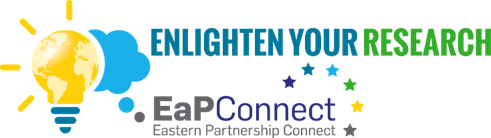 ENLIGHTEN YOUR RESEARCH
EaPConnect
Eastern Partnership Connect